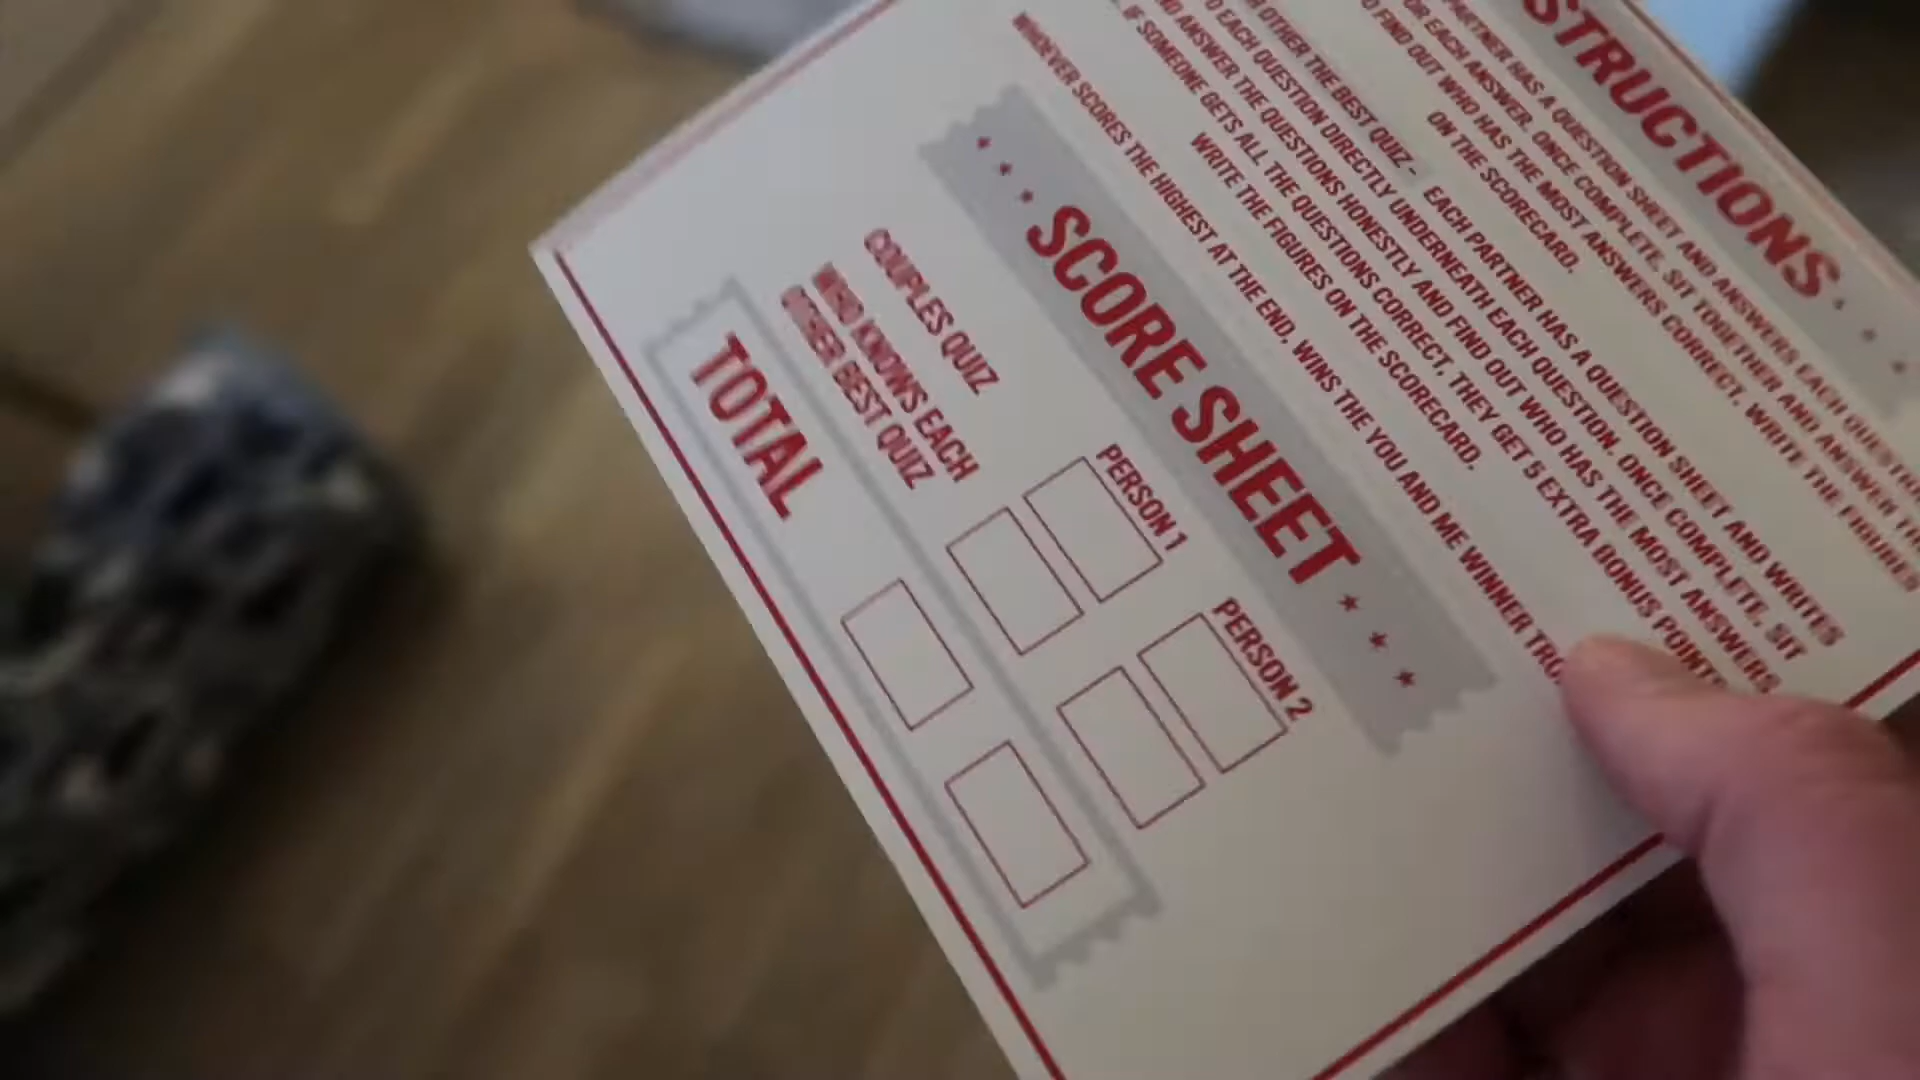 STRUCTIONS
PARTNER HAS A QUESTION SHEET AND ANSWERS EACH
OR EACH ANSWER. ONCE COMPLETE, SIT TOGETHER AND ANSWER
O FIND OUT WHO HAS THE MOST ANSWERS CORRECT. WRITE THE FIGURES
ON THE SCORECARD.
OTHER THE BEST QUIZ - EACH PARTNER HAS A QUESTION SHEET AND WRITES
EACH QUESTION DIRECTLY UNDERNEATH EACH QUESTION. ONCE COMPLETE, SIT
ANSWER THE QUESTIONS HONESTLY AND FIND OUT WHO HAS THE MOST ANSWERS
IF SOMEONE GETS ALL THE QUESTIONS CORRECT, THEY GET 5 EXTRA BONUS POINTS
WRITE THE FIGURES ON THE SCORECARD.
WHOEVER SCORES THE HIGHEST AT THE END, WINS THE YOU AND ME WINNER TRO
SCORE SHEET
PERSON 1 PERSON 2
COUPLES QUIZ
WHO KNOWS EACH
OTHER BEST QUIZ
TOTAL